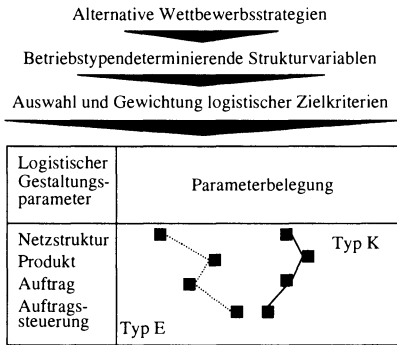 Alternative Wettbewerbsstrategien
Betriebstypendeterminierende Strukturvariablen
Auswahl und Gewichtung logistischer Zielkriterien
Logistischer
Gestaltungs-
parameter
Parameterbelegung
Netzstruktur
Produkt
Auftrag
Auftrags-
steuerung
Typ K
Typ E